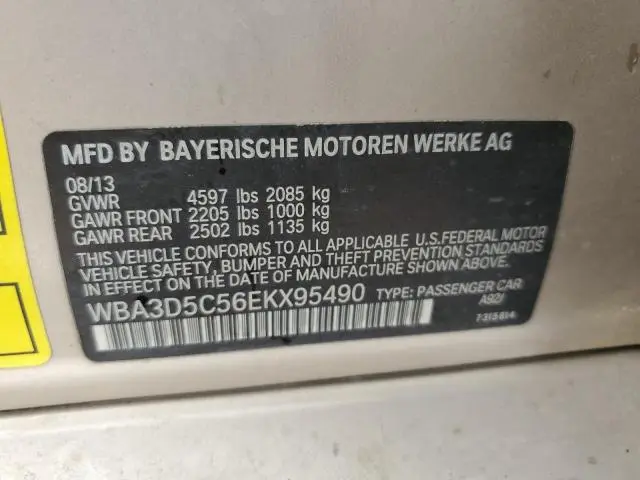 MFD BY BAYERISCHE MOTOREN WERKE AG
08/13
GVWR 4597 lbs 2085 kg
GAWR FRONT 2205 lbs 1000 kg
GAWR REAR 2502 lbs 1135 kg
THIS VEHICLE CONFORMS TO ALL APPLICABLE U.S.FEDERAL MOTOR
VEHICLE SAFETY, BUMPER AND THEFT PREVENTION STANDARDS
IN EFFECT ON THE DATE OF MANUFACTURE SHOWN ABOVE.
WBA3D5C56EKX95490 TYPE: PASSENGER CAR
A92/
7315814